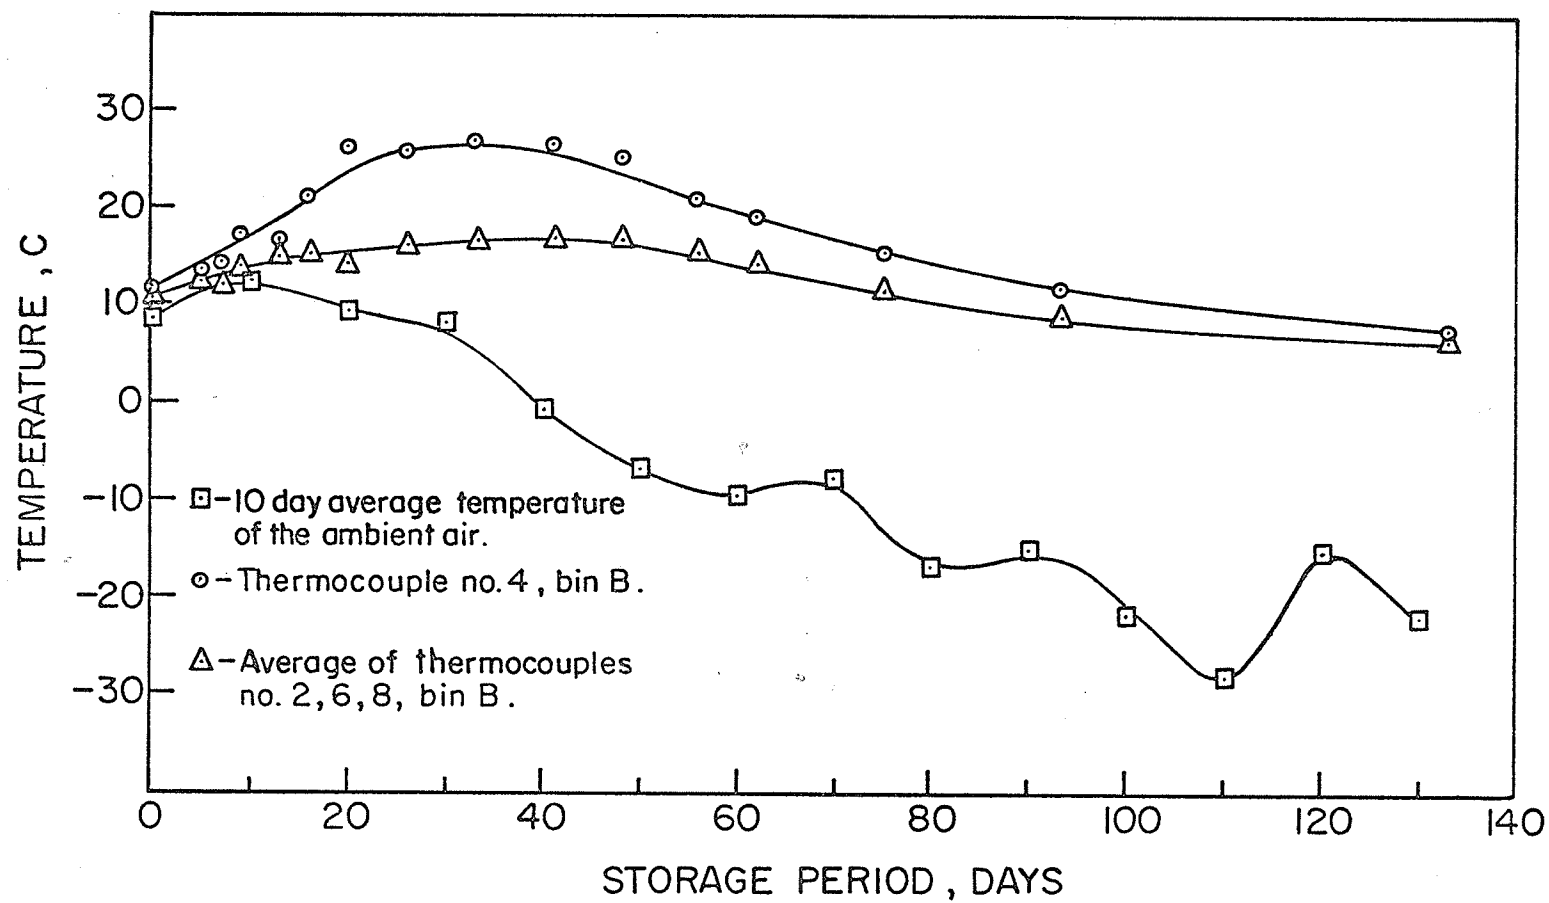 30
20
10
0
-10
-20
-30
TEMPERATURE, C
⊡-10 day average temperature
of the ambient air.
⊙-Thermocouple no. 4, bin B.
△-Average of thermocouples
no. 2, 6, 8, bin B.
0 20 40 60 80 100 120 140
STORAGE PERIOD, DAYS